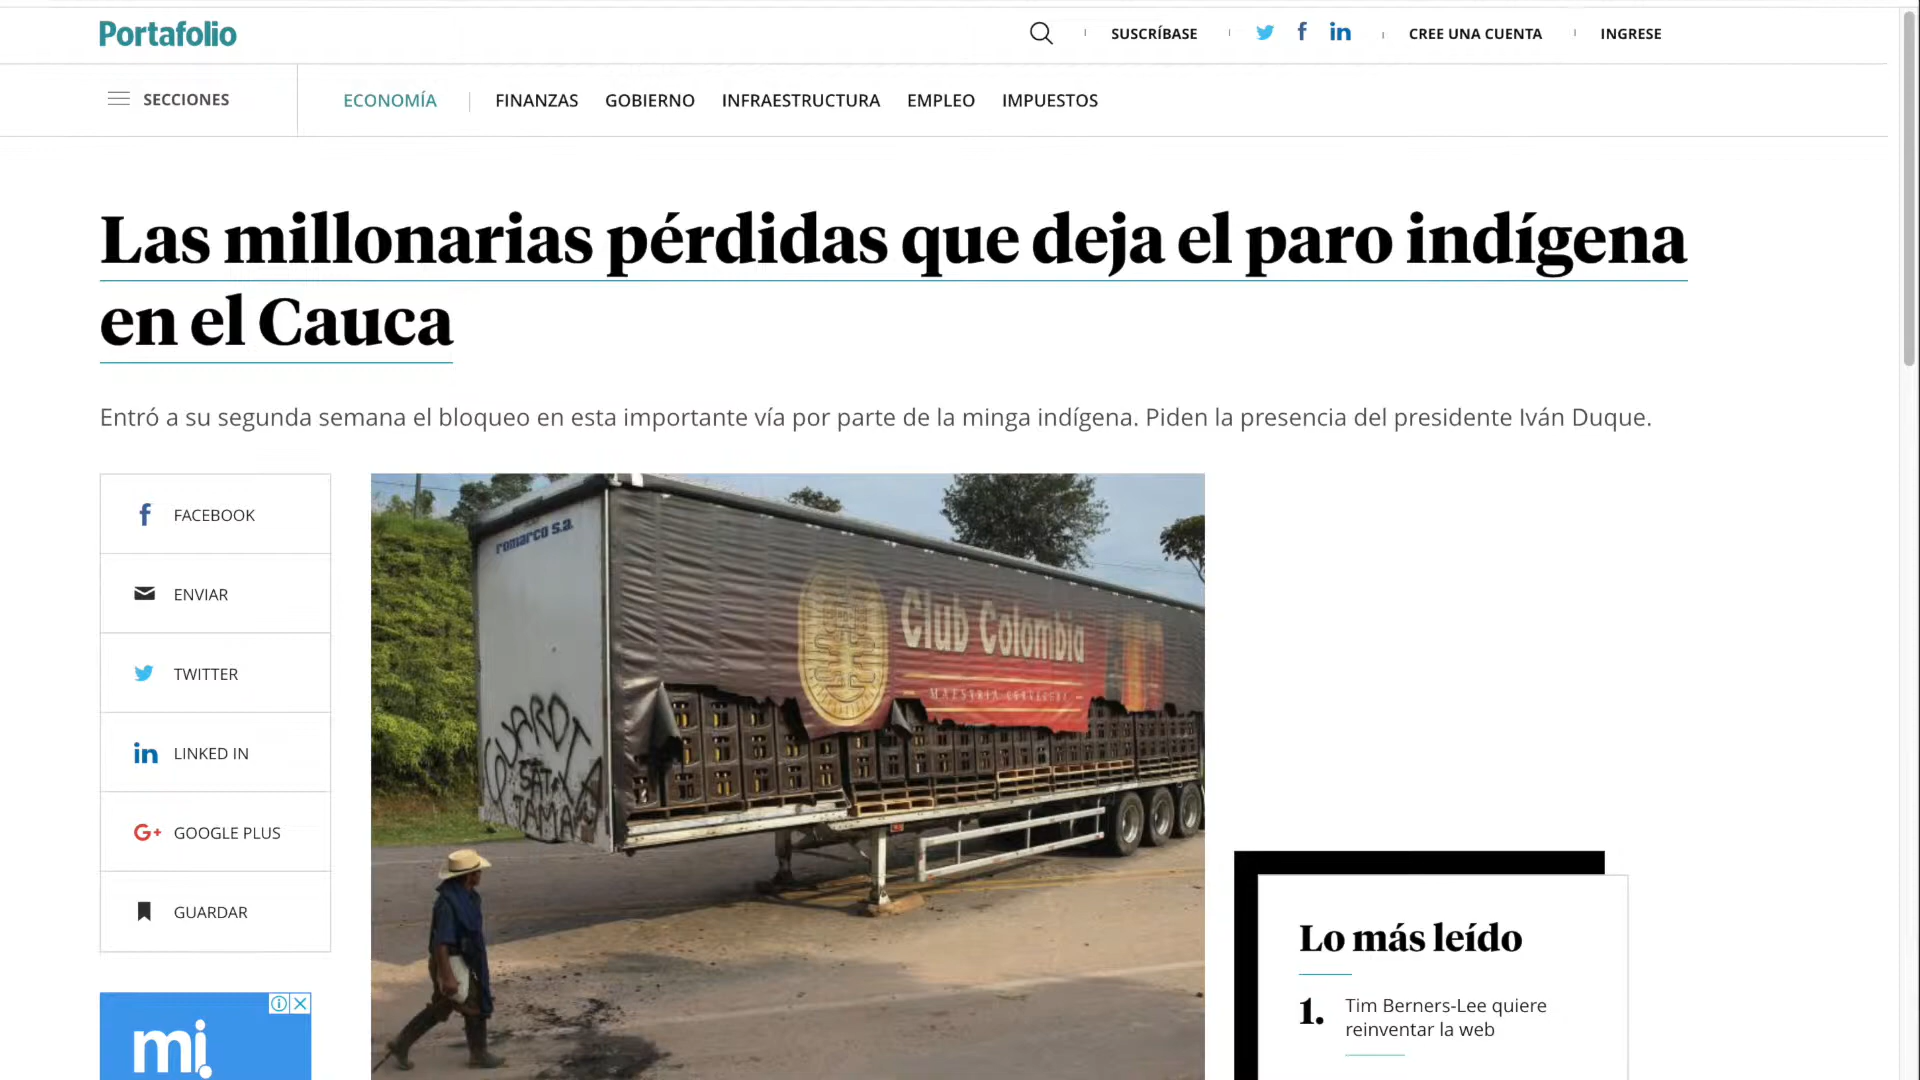 Portafolio
SUSCRÍBASE
CREE UNA CUENTA
INGRESE
SECCIONES
ECONOMÍA
FINANZAS
GOBIERNO
INFRAESTRUCTURA
EMPLEO
IMPUESTOS
Las millonarias pérdidas que deja el paro indígena
en el Cauca
Entró a su segunda semana el bloqueo en esta importante vía por parte de la minga indígena. Piden la presencia del presidente Iván Duque.
FACEBOOK
ENVIAR
TWITTER
LINKED IN
GOOGLE PLUS
GUARDAR
romarco s.a.
Club Colombia
MAESTRÍA CERVECERA
Lo más leído
1.
Tim Berners-Lee quiere
reinventar la web
mi.